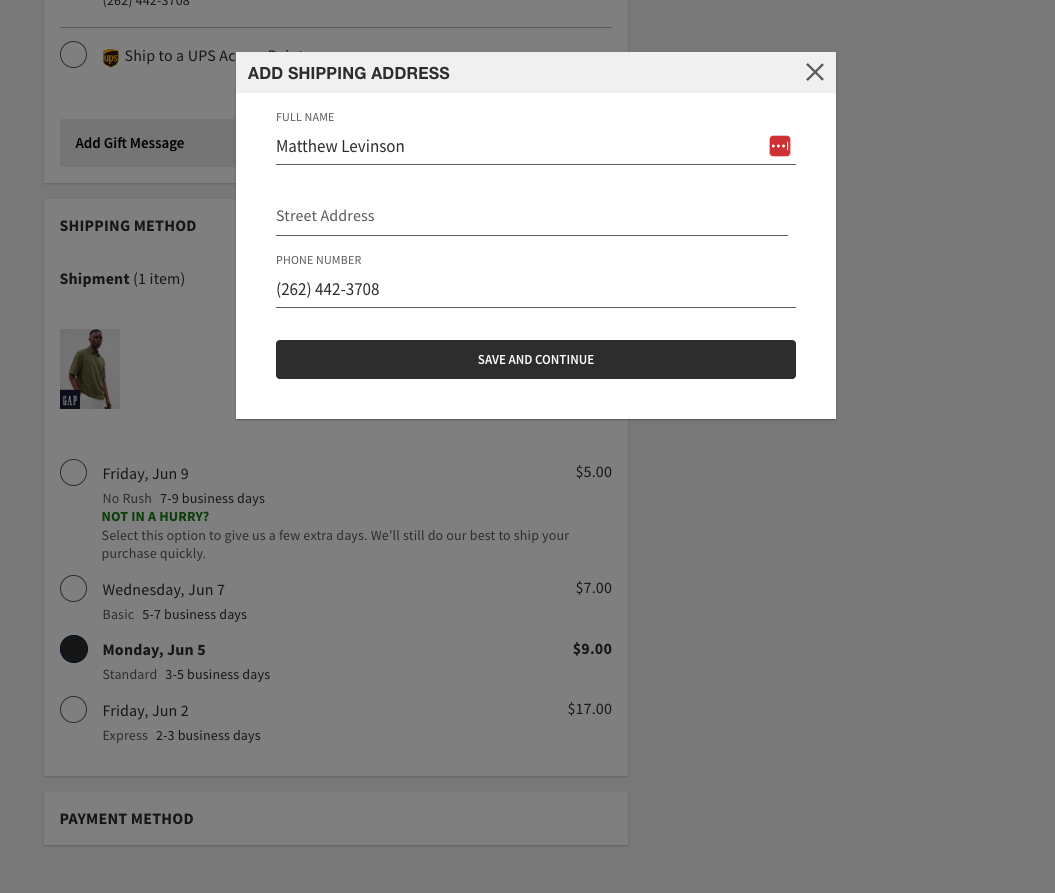 (262) 442-3708
ups Ship to a UPS Ac
ADD SHIPPING ADDRESS
FULL NAME
Matthew Levinson
Add Gift Message
Street Address
SHIPPING METHOD
PHONE NUMBER
Shipment (1 item)
(262) 442-3708
SAVE AND CONTINUE
GAP
Friday, Jun 9 $5.00
No Rush 7-9 business days
NOT IN A HURRY?
Select this option to give us a few extra days. We'll still do our best to ship your
purchase quickly.
Wednesday, Jun 7 $7.00
Basic 5-7 business days
Monday, Jun 5 $9.00
Standard 3-5 business days
Friday, Jun 2 $17.00
Express 2-3 business days
PAYMENT METHOD